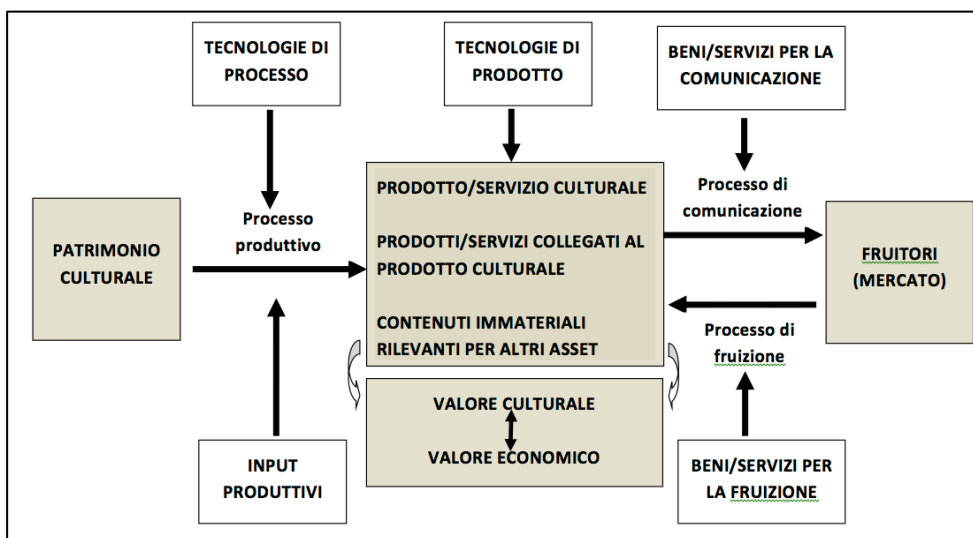 TECNOLOGIE DI
PROCESSO
TECNOLOGIE DI
PRODOTTO
BENI/SERVIZI PER LA
COMUNICAZIONE
PATRIMONIO
CULTURALE
Processo
produttivo
PRODOTTO/SERVIZIO CULTURALE
PRODOTTI/SERVIZI COLLEGATI AL
PRODOTTO CULTURALE
CONTENUTI IMMATERIALI
RILEVANTI PER ALTRI ASSET
Processo di
comunicazione
FRUITORI
(MERCATO)
Processo di
fruizione
VALORE CULTURALE
VALORE ECONOMICO
INPUT
PRODUTTIVI
BENI/SERVIZI PER
LA FRUIZIONE